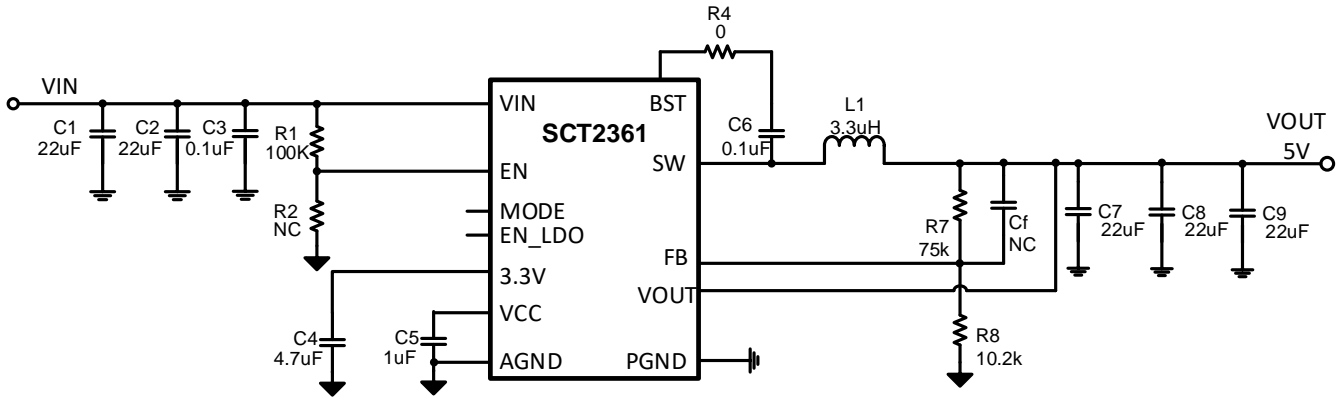 R4
0
VIN
C1
22uF
C2
22uF
C3
0.1uF
R1
100K
R2
NC
C4
4.7uF
C5
1uF
VIN
BST
SCT2361
EN
SW
MODE
EN_LDO
FB
3.3V
VOUT
VCC
AGND
PGND
C6
0.1uF
L1
3.3uH
R7
75k
Cf
NC
R8
10.2k
C7
22uF
C8
22uF
C9
22uF
VOUT
5V